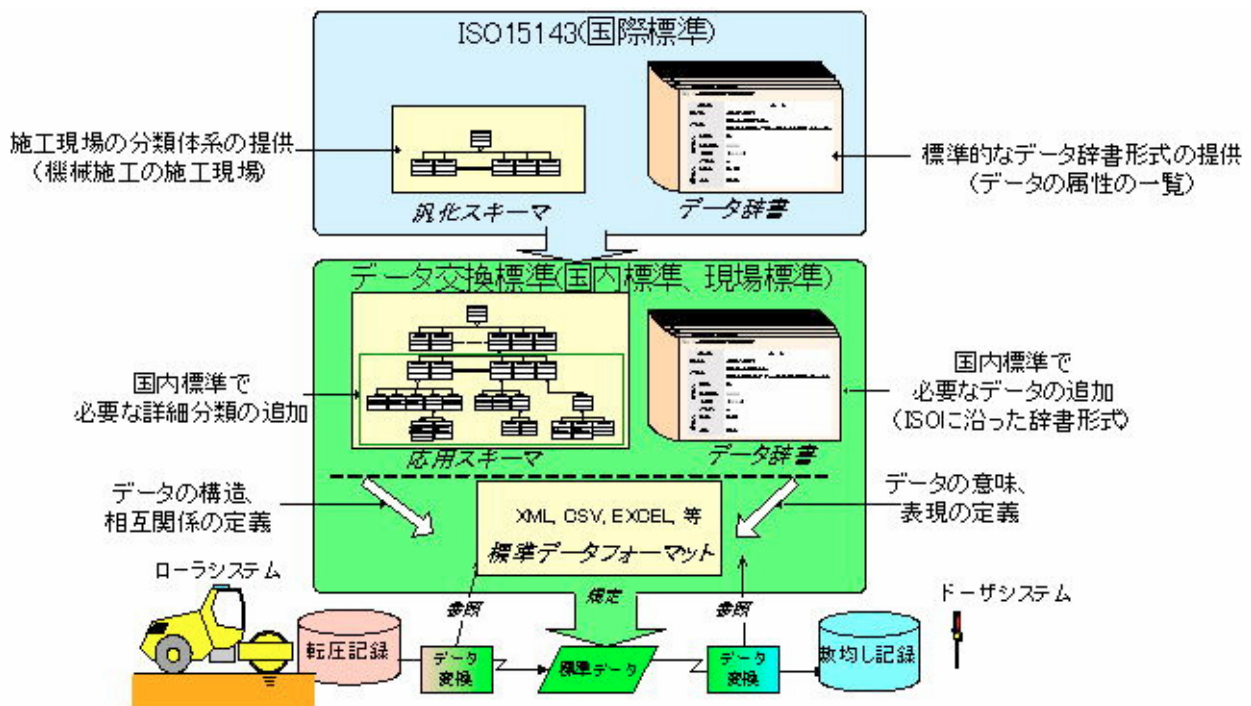 ISO15143(国際標準)
施工現場の分類体系の提供
(機械施工の施工現場)
標準的なデータ辞書形式の提供
(データの属性の一覧)
汎化スキーマ
データ辞書
データ交換標準(国内標準、現場標準)
国内標準で
必要な詳細分類の追加
国内標準で
必要なデータの追加
(ISOに沿った辞書形式)
応用スキーマ
データ辞書
データの構造、
相互関係の定義
データの意味、
表現の定義
XML, CSV, EXCEL, 等
標準データフォーマット
ローラシステム
ドーザシステム
参照
規定
参照
転圧記録
データ
変換
標準データ
データ
変換
敷均し記録